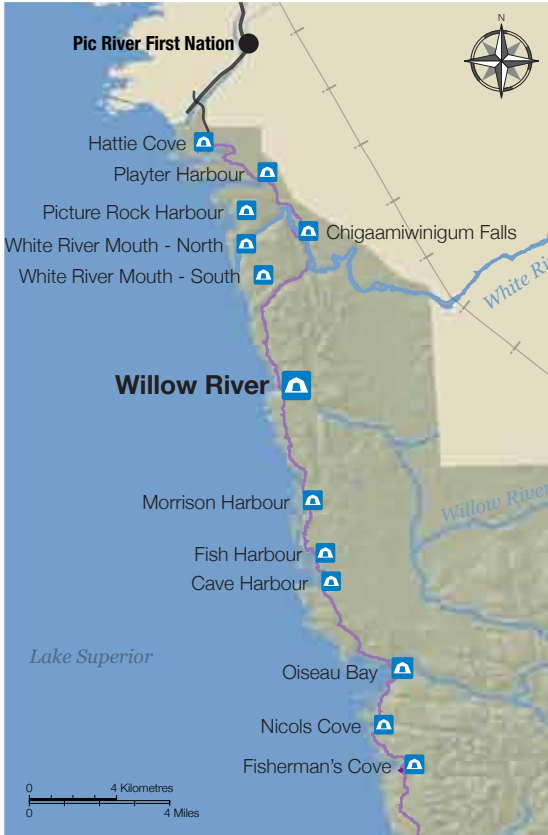 N
Pic River First Nation
Hattie Cove
Playter Harbour
Picture Rock Harbour
Chigaamiwinigum Falls
White River Mouth - North
White River Mouth - South
White Ri
Willow River
Morrison Harbour
Willow River
Fish Harbour
Cave Harbour
Lake Superior
Oiseau Bay
Nicols Cove
Fisherman's Cove
0 4 Kilometres
0 4 Miles